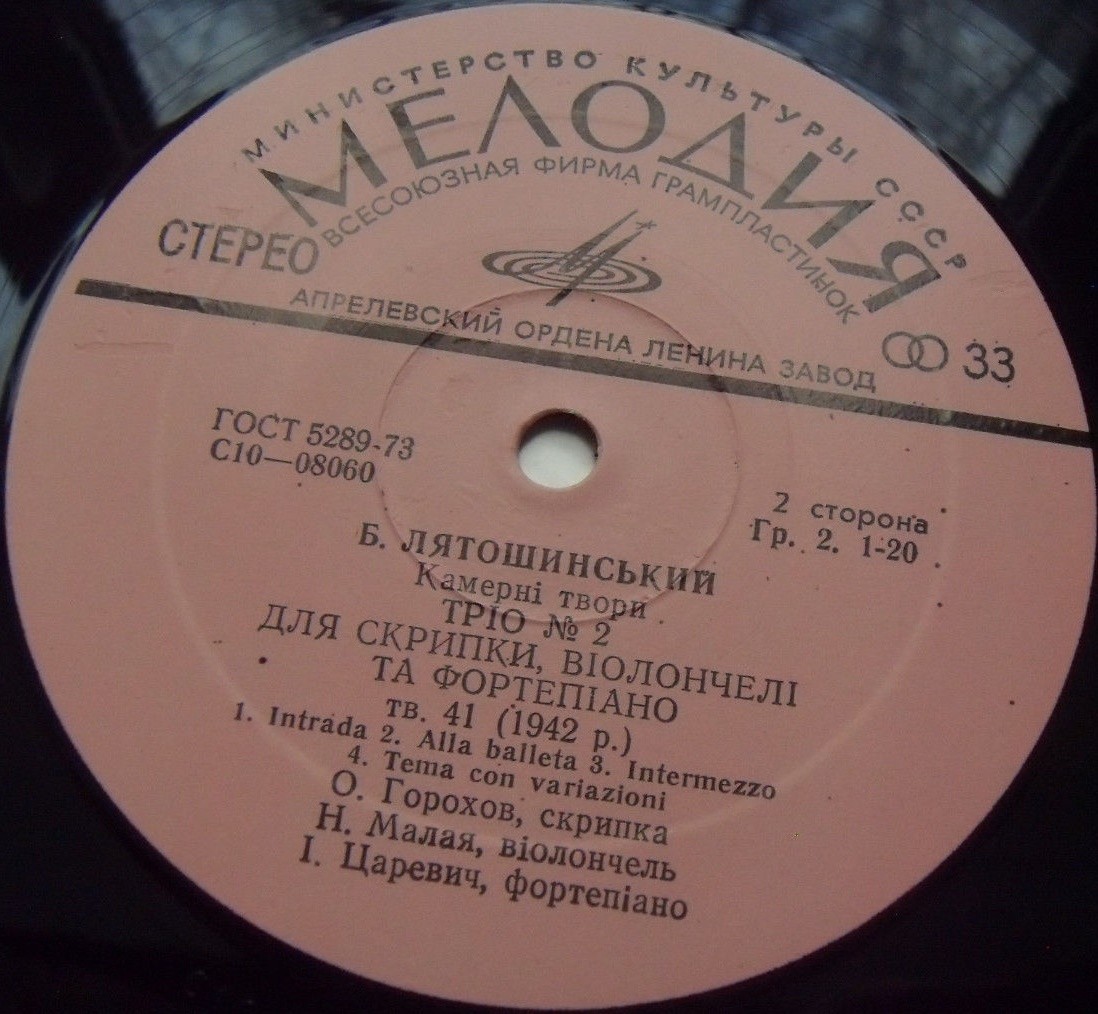 МИНИСТЕРСТВО КУЛЬТУРЫ СССР
МЕЛОДИЯ
ВСЕСОЮЗНАЯ ФИРМА ГРАМПЛАСТИНОК
СТЕРЕО
АПРЕЛЕВСКИЙ ОРДЕНА ЛЕНИНА ЗАВОД
33
ГОСТ 5289-73
С10—08060
2 сторона
Гр. 2. 1-20
Б. ЛЯТОШИНСЬКИЙ
Камерні твори
ТРІО № 2
ДЛЯ СКРИПКИ, ВІОЛОНЧЕЛІ
ТА ФОРТЕПІАНО
тв. 41 (1942 р.)
1. Intrada 2. Alla balleta 3. Intermezzo
4. Tema con variazioni
О. Горохов, скрипка
Н. Малая, віолончель
І. Царевич, фортепіано